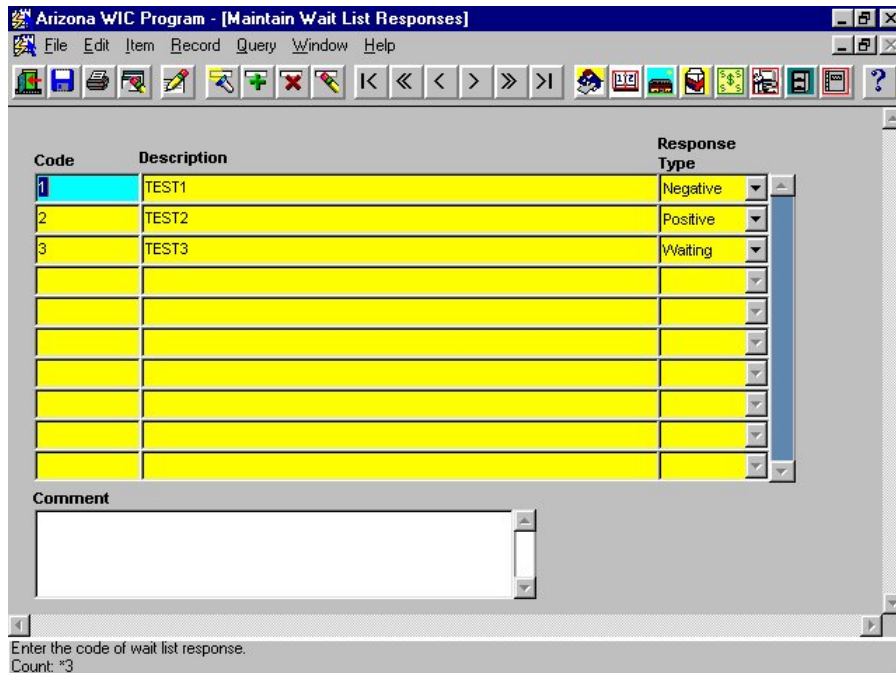 Arizona WIC Program - [Maintain Wait List Responses]
File Edit Item Record Query Window Help
Code Description Response Type
1 TEST1 Negative
2 TEST2 Positive
3 TEST3 Waiting
Comment
Enter the code of wait list response.
Count: *3